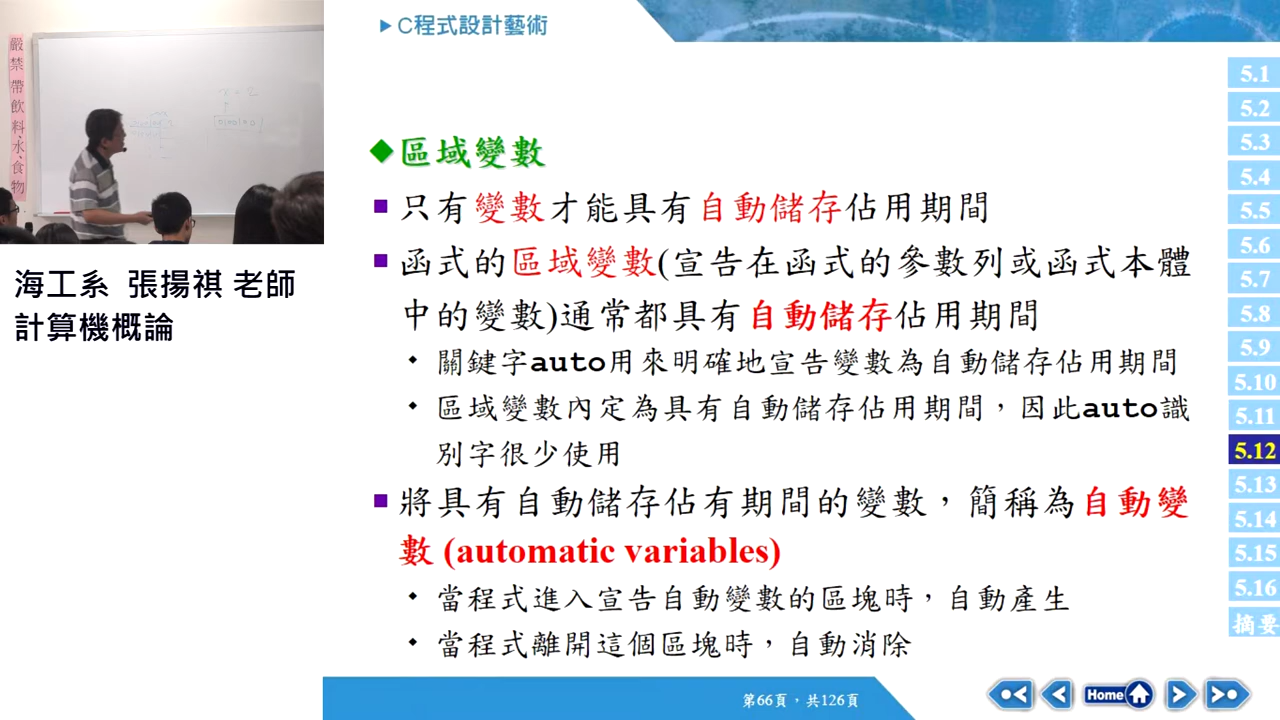 C程式設計藝術
嚴禁帶飲料、水、食物
海工系 張揚祺 老師
計算機概論
區域變數
只有變數才能具有自動儲存佔用期間
函式的區域變數(宣告在函式的參數列或函式本體
中的變數)通常都具有自動儲存佔用期間
關鍵字auto用來明確地宣告變數為自動儲存佔用期間
區域變數內定為具有自動儲存佔用期間，因此auto識
別字很少使用
將具有自動儲存佔有期間的變數，簡稱為自動變
數 (automatic variables)
當程式進入宣告自動變數的區塊時，自動產生
當程式離開這個區塊時，自動消除
5.1
5.2
5.3
5.4
5.5
5.6
5.7
5.8
5.9
5.10
5.11
5.12
5.13
5.14
5.15
5.16
摘要
第66頁，共126頁
Home